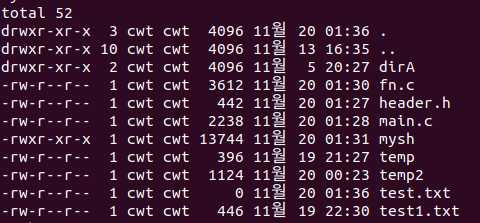 total 52
drwxr-xr-x 3 cwt cwt 4096 11월 20 01:36 .
drwxr-xr-x 10 cwt cwt 4096 11월 13 16:35 ..
drwxr-xr-x 2 cwt cwt 4096 11월 5 20:27 dirA
-rw-r--r-- 1 cwt cwt 3612 11월 20 01:30 fn.c
-rw-r--r-- 1 cwt cwt 442 11월 20 01:27 header.h
-rw-r--r-- 1 cwt cwt 2238 11월 20 01:28 main.c
-rwxr-xr-x 1 cwt cwt 13744 11월 20 01:31 mysh
-rw-r--r-- 1 cwt cwt 396 11월 19 21:27 temp
-rw-r--r-- 1 cwt cwt 1124 11월 20 00:23 temp2
-rw-r--r-- 1 cwt cwt 0 11월 20 01:36 test.txt
-rw-r--r-- 1 cwt cwt 446 11월 19 22:30 test1.txt